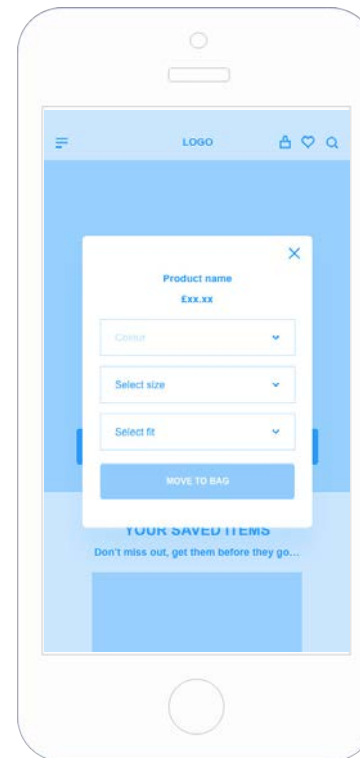 LOGO
Product name
£xx.xx
Colour
Select size
Select fit
MOVE TO BAG
YOUR SAVED ITEMS
Don't miss out, get them before they go...